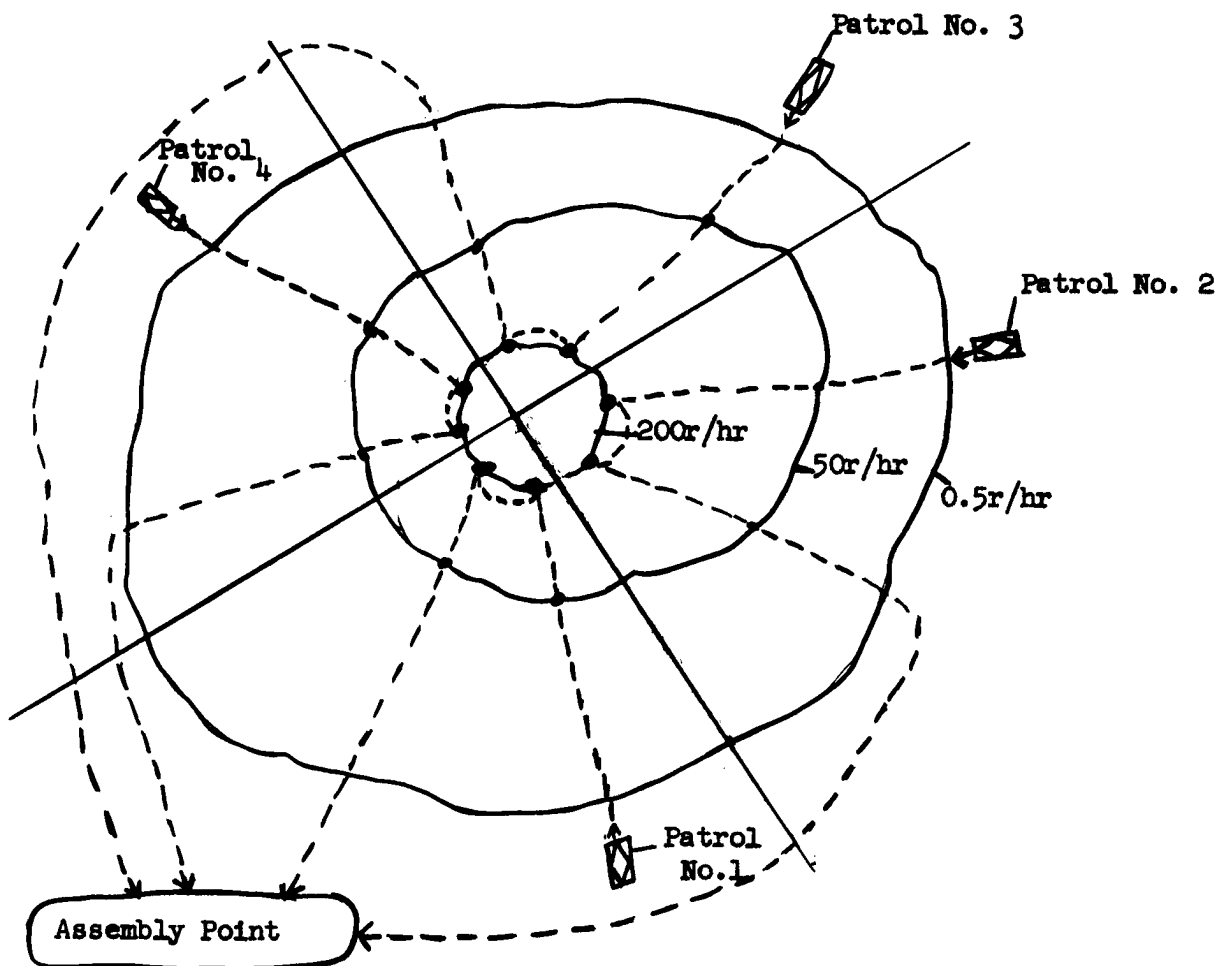 Patrol No. 3
Patrol
No. 4
Patrol No. 2
200r/hr
50r/hr
0.5r/hr
Patrol
No.1
Assembly Point